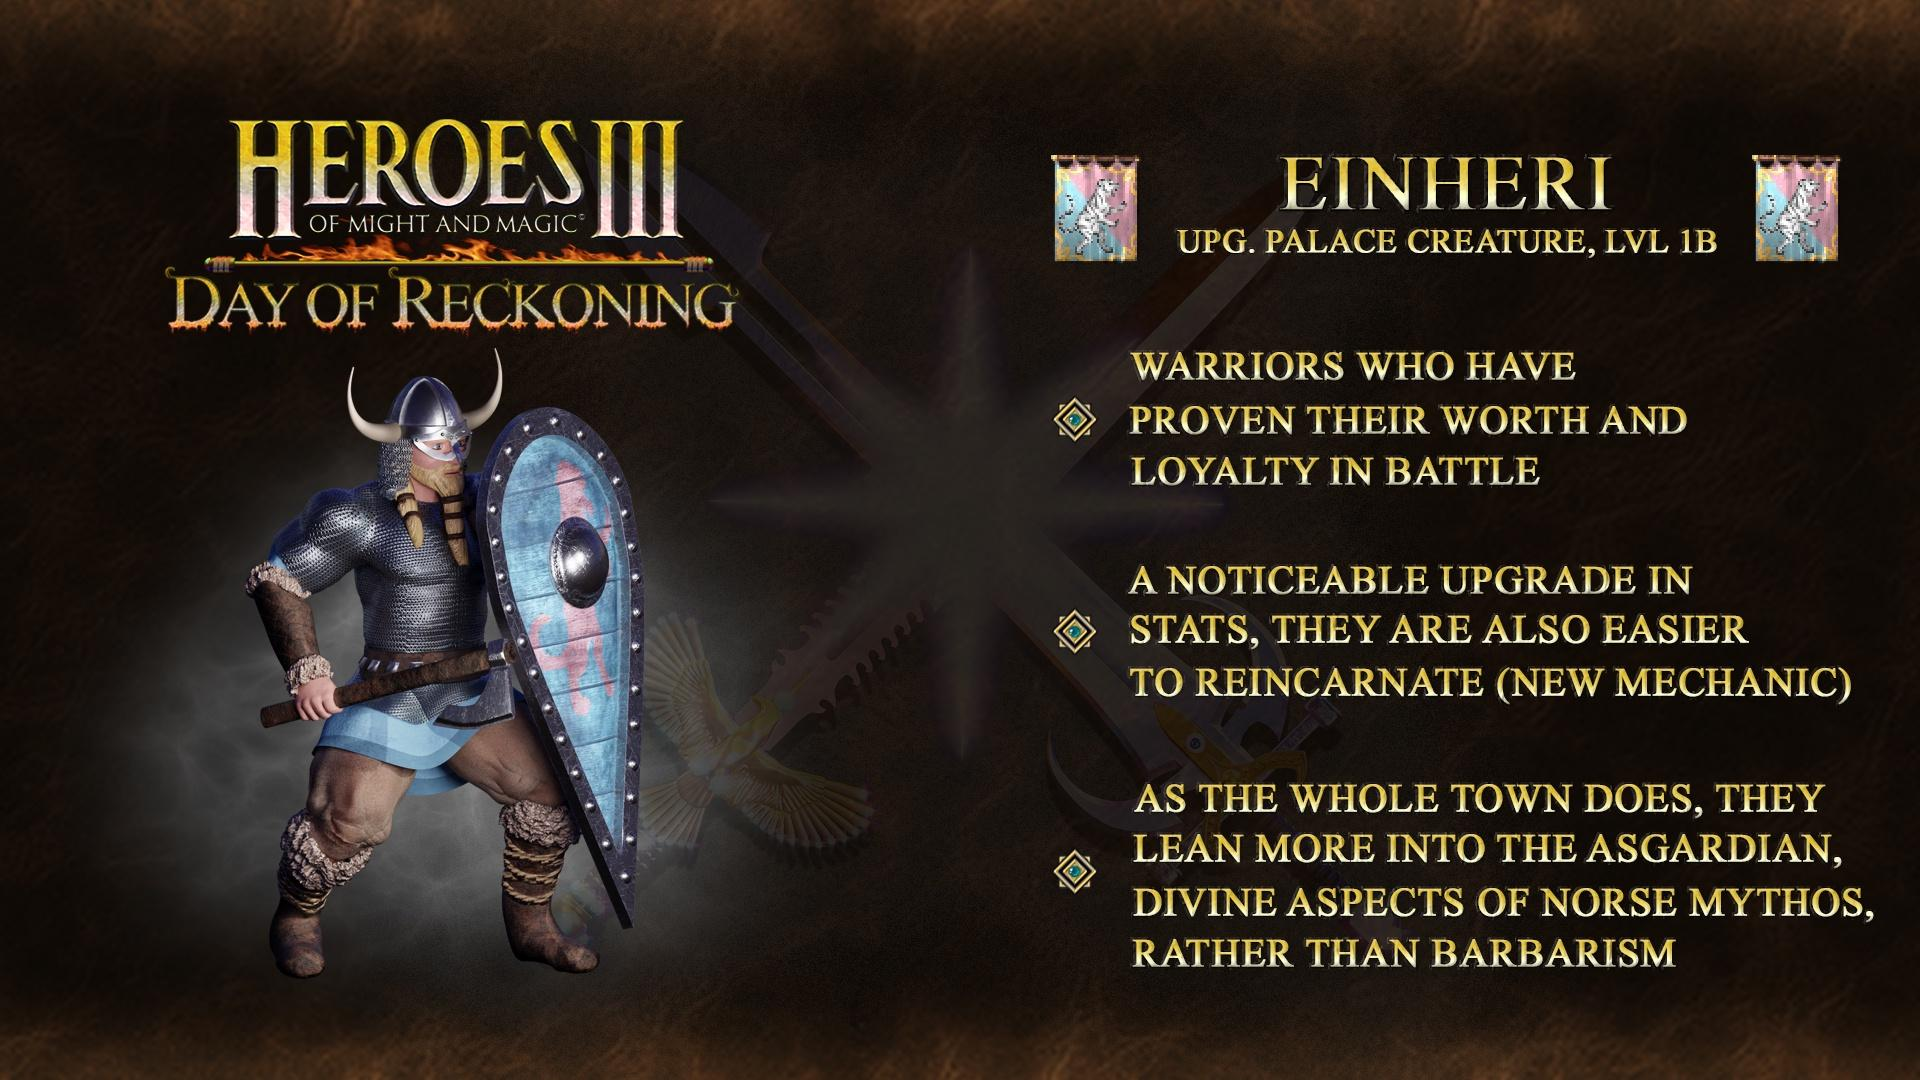 HEROES III
OF MIGHT AND MAGIC©
DAY OF RECKONING
EINHERI
UPG. PALACE CREATURE, LVL 1B
WARRIORS WHO HAVE
PROVEN THEIR WORTH AND
LOYALTY IN BATTLE
A NOTICEABLE UPGRADE IN
STATS, THEY ARE ALSO EASIER
TO REINCARNATE (NEW MECHANIC)
AS THE WHOLE TOWN DOES, THEY
LEAN MORE INTO THE ASGARDIAN,
DIVINE ASPECTS OF NORSE MYTHOS,
RATHER THAN BARBARISM